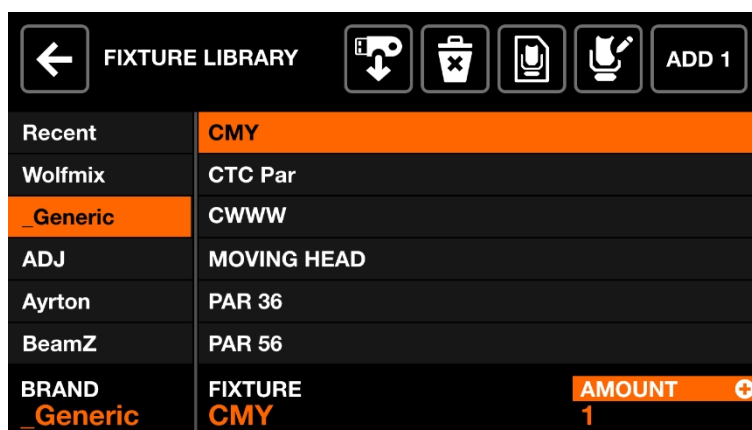 FIXTURE LIBRARY
ADD 1
Recent
CMY
Wolfmix
CTC Par
_Generic
CWWW
ADJ
MOVING HEAD
Ayrton
PAR 36
BeamZ
PAR 56
BRAND
FIXTURE
AMOUNT
_Generic
CMY
1